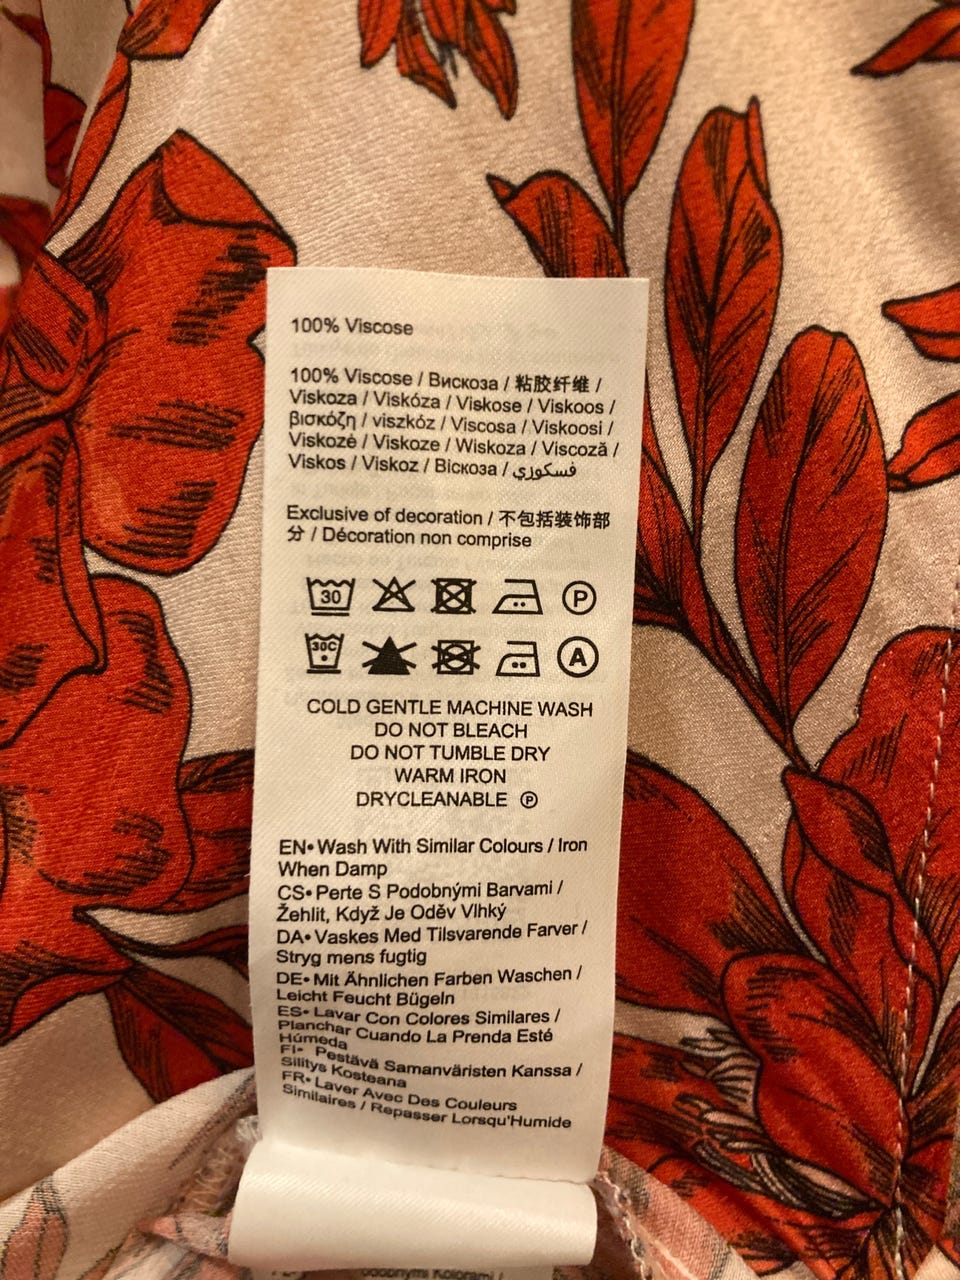 100% Viscose
100% Viscose / Вискоза / 粘胶纤维 /
Viskoza / Viskóza / Viskose / Viskoos /
βισκόζη / viszkóz / Viscosa / Viskoosi /
Viskozė / Viskoze / Wiskoza / Viscoză /
Viskos / Viskoz / Віскоза / فسكوزي
Exclusive of decoration / 不包括装饰部
分 / Décoration non comprise
30 P
30C A
COLD GENTLE MACHINE WASH
DO NOT BLEACH
DO NOT TUMBLE DRY
WARM IRON
DRYCLEANABLE Ⓟ
EN• Wash With Similar Colours / Iron
When Damp
CS• Perte S Podobnými Barvami /
Žehlit, Když Je Oděv Vlhký
DA• Vaskes Med Tilsvarende Farver /
Stryg mens fugtig
DE• Mit Ähnlichen Farben Waschen /
Leicht Feucht Bügeln
ES• Lavar Con Colores Similares /
Planchar Cuando La Prenda Esté
Húmeda
FI• Pestävä Samanväristen Kanssa /
Silitys Kosteana
FR• Laver Avec Des Couleurs
Similaires / Repasser Lorsqu'Humide
Kolorami /